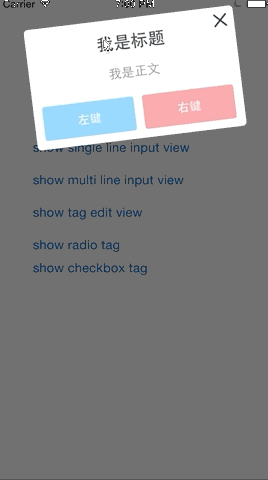 Carrier
我是标题
我是正文
左键
右键
show single line input view
show multi line input view
show tag edit view
show radio tag
show checkbox tag